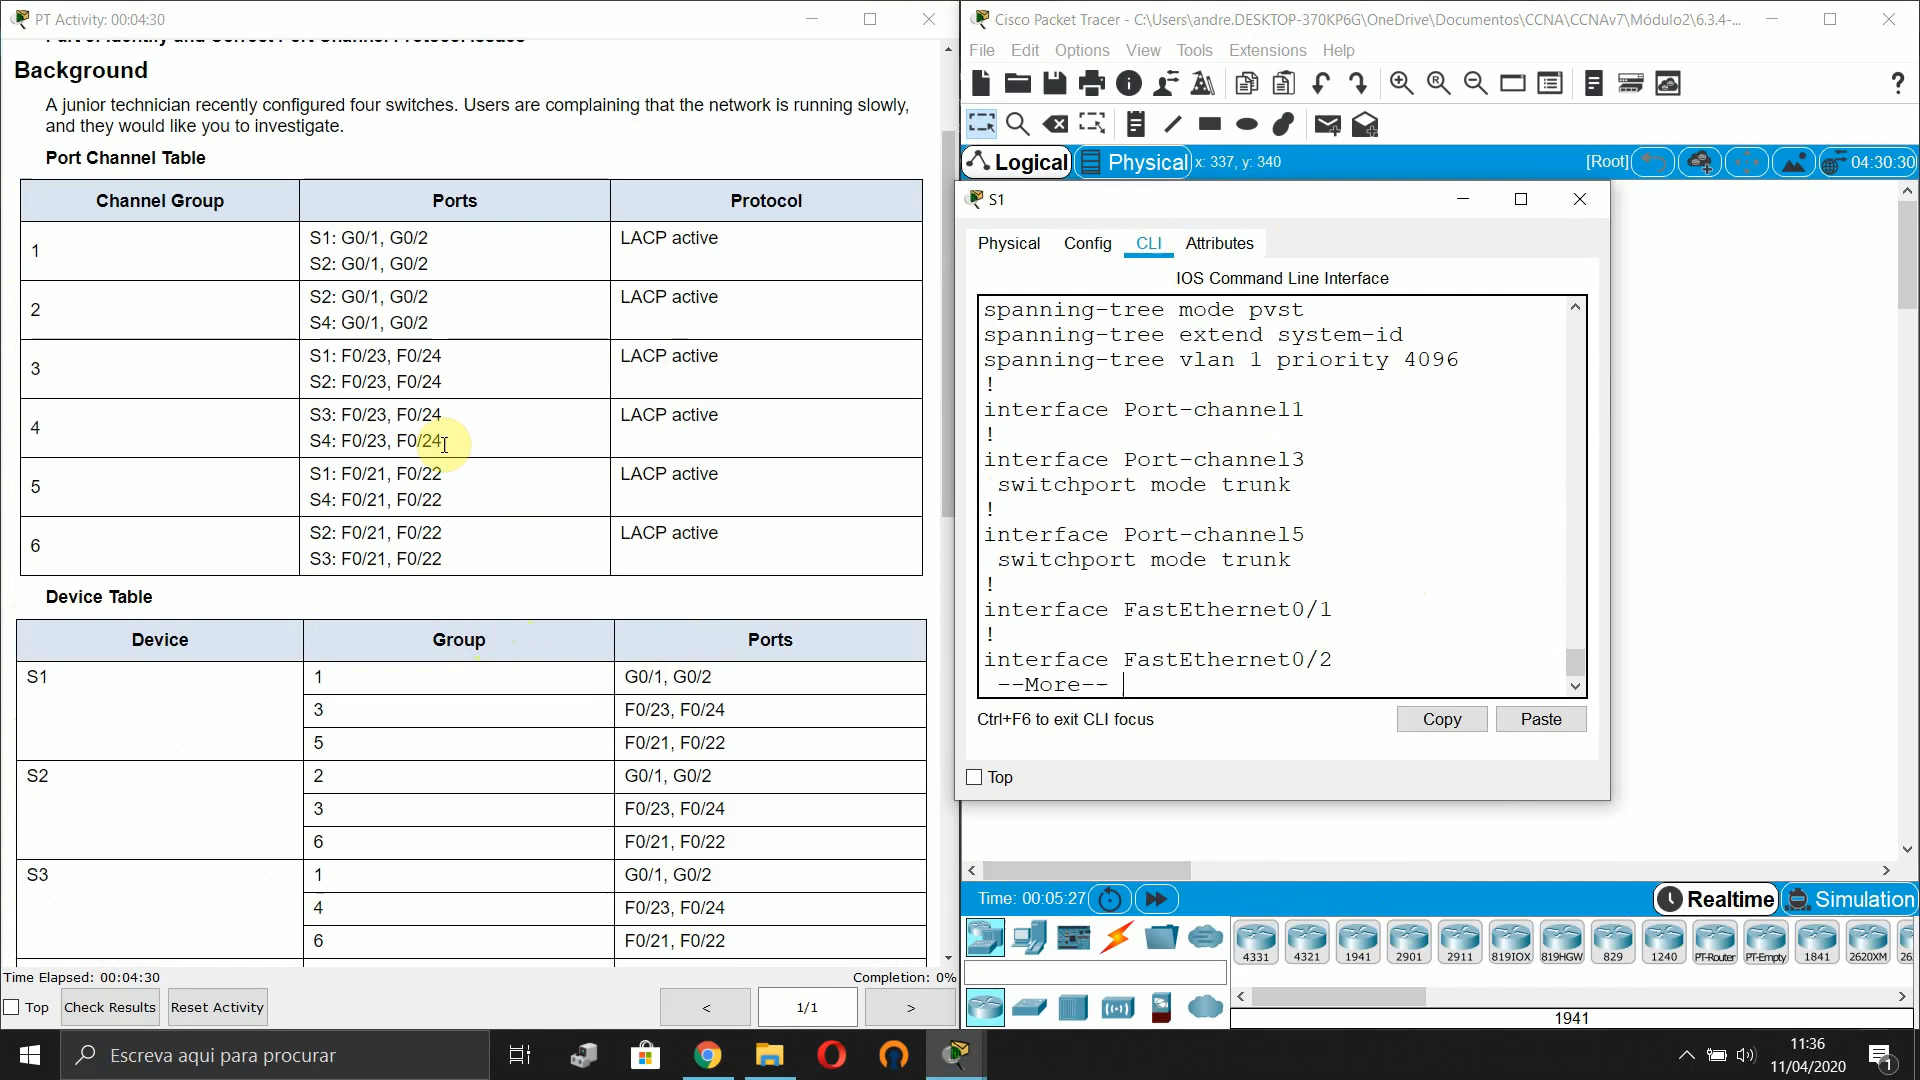 PT Activity: 00:04:30
Background
A junior technician recently configured four switches. Users are complaining that the network is running slowly,
and they would like you to investigate.
Port Channel Table
Channel Group Ports Protocol
1 S1: G0/1, G0/2 LACP active
S2: G0/1, G0/2
2 S2: G0/1, G0/2 LACP active
S4: G0/1, G0/2
3 S1: F0/23, F0/24 LACP active
S2: F0/23, F0/24
4 S3: F0/23, F0/24 LACP active
S4: F0/23, F0/24
5 S1: F0/21, F0/22 LACP active
S4: F0/21, F0/22
6 S2: F0/21, F0/22 LACP active
S3: F0/21, F0/22
Device Table
Device Group Ports
S1 1 G0/1, G0/2
3 F0/23, F0/24
5 F0/21, F0/22
S2 2 G0/1, G0/2
3 F0/23, F0/24
6 F0/21, F0/22
S3 1 G0/1, G0/2
4 F0/23, F0/24
6 F0/21, F0/22
Time Elapsed: 00:04:30 Completion: 0%
Top Check Results Reset Activity < 1/1 >
Cisco Packet Tracer - C:\Users\andre.DESKTOP-370KP6G\OneDrive\Documentos\CCNA\CCNAv7\Módulo2\6.3.4-...
File Edit Options View Tools Extensions Help
Logical Physical x: 337, y: 340 [Root] 04:30:30
S1
Physical Config CLI Attributes
IOS Command Line Interface
spanning-tree mode pvst
spanning-tree extend system-id
spanning-tree vlan 1 priority 4096
!
interface Port-channel1
!
interface Port-channel3
switchport mode trunk
!
interface Port-channel5
switchport mode trunk
!
interface FastEthernet0/1
!
interface FastEthernet0/2
--More--
Ctrl+F6 to exit CLI focus Copy Paste
Top
Time: 00:05:27 Realtime Simulation
4331 4321 1941 2901 2911 819IOX 819HGW 829 1240 PT-Router PT-Empty 1841 2620XM 26
1941
Escreva aqui para procurar
11:36
11/04/2020
1